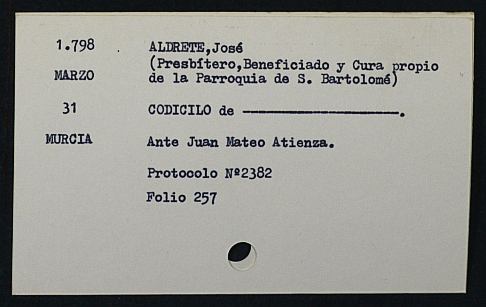 1.798 . ALDRETE,José
(Presbítero,Beneficiado y Cura propio
MARZO de la Parroquia de S. Bartolomé)
31 CODICILO de ———————————.
MURCIA Ante Juan Mateo Atienza.
Protocolo Nº2382
Folio 257